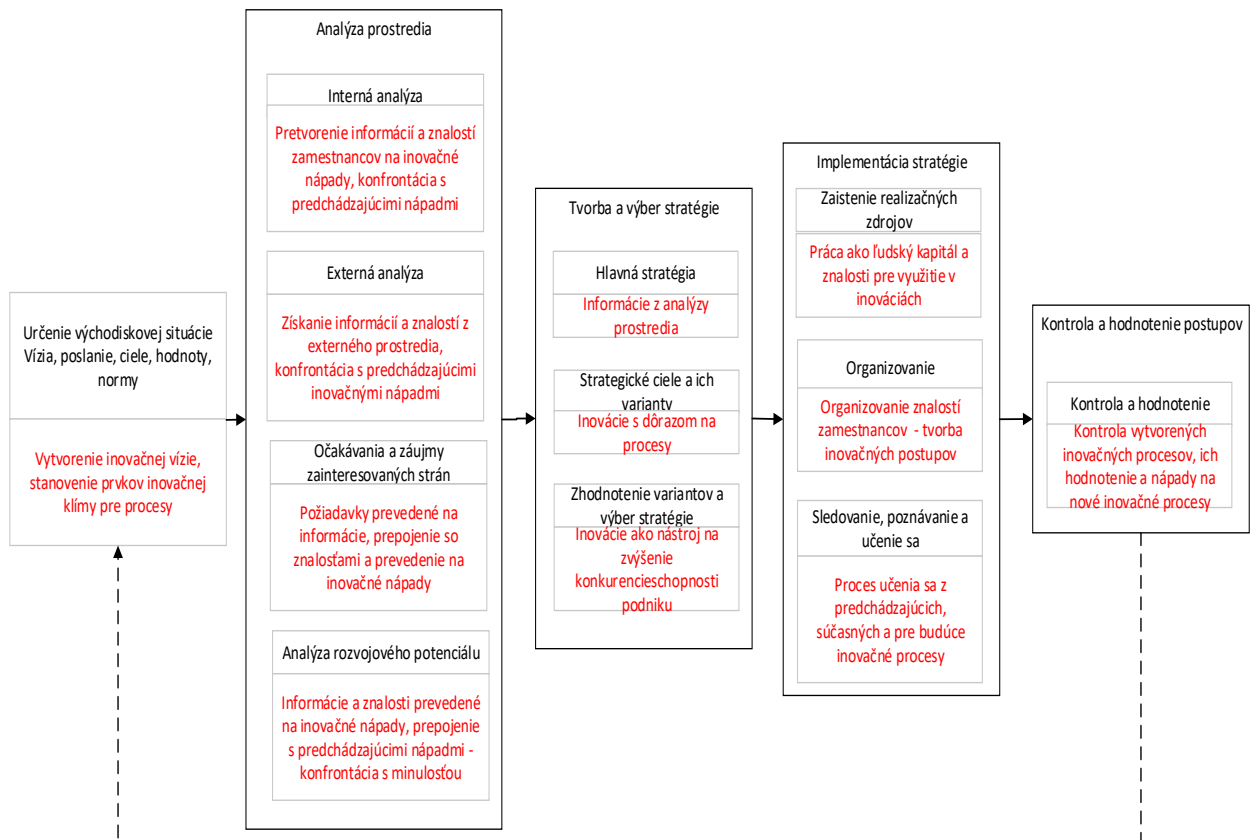 Určenie východiskovej situácie
Vízia, poslanie, ciele, hodnoty,
normy
Vytvorenie inovačnej vízie,
stanovenie prvkov inovačnej
klímy pre procesy
Analýza prostredia
Interná analýza
Pretvorenie informácií a znalostí
zamestnancov na inovačné
nápady, konfrontácia s
predchádzajúcimi nápadmi
Externá analýza
Získanie informácií a znalostí z
externého prostredia,
konfrontácia s predchádzajúcimi
inovačnými nápadmi
Očakávania a záujmy
zainteresovaných strán
Požiadavky prevedené na
informácie, prepojenie so
znalosťami a prevedenie na
inovačné nápady
Analýza rozvojového potenciálu
Informácie a znalosti prevedené
na inovačné nápady, prepojenie
s predchádzajúcimi nápadmi -
konfrontácia s minulosťou
Tvorba a výber stratégie
Hlavná stratégia
Informácie z analýzy
prostredia
Strategické ciele a ich
varianty
Inovácie s dôrazom na
procesy
Zhodnotenie variantov a
výber stratégie
Inovácie ako nástroj na
zvýšenie
konkurencieschopnosti
podniku
Implementácia stratégie
Zaistenie realizačných
zdrojov
Práca ako ľudský kapitál a
znalosti pre využitie v
inováciách
Organizovanie
Organizovanie znalostí
zamestnancov - tvorba
inovačných postupov
Sledovanie, poznávanie a
učenie sa
Proces učenia sa z
predchádzajúcich,
súčasných a pre budúce
inovačné procesy
Kontrola a hodnotenie postupov
Kontrola a hodnotenie
Kontrola vytvorených
inovačných procesov, ich
hodnotenie a nápady na
nové inovačné procesy